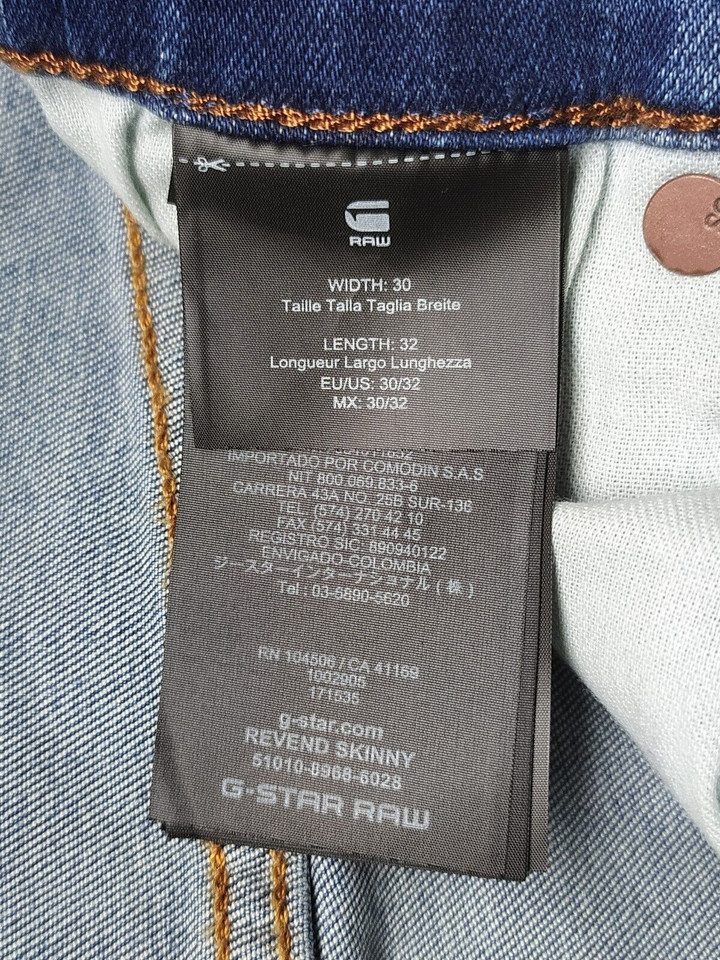 RAW
WIDTH: 30
Taille Talla Taglia Breite
LENGTH: 32
Longueur Largo Lunghezza
EU/US: 30/32
MX: 30/32
IMPORTADO POR COMODIN S.A.S
NIT 800.069.833-6
CARRERA 43A NO. 25B SUR-136
TEL (574) 270 42 10
FAX (574) 331 44 45
REGISTRO SIC: 890940122
ENVIGADO-COLOMBIA
ジースターインターナショナル (株)
Tel : 03-5890-5620
RN 104506 / CA 41169
1002905
171535
g-star.com
REVEND SKINNY
51010-8968-6028
G-STAR RAW